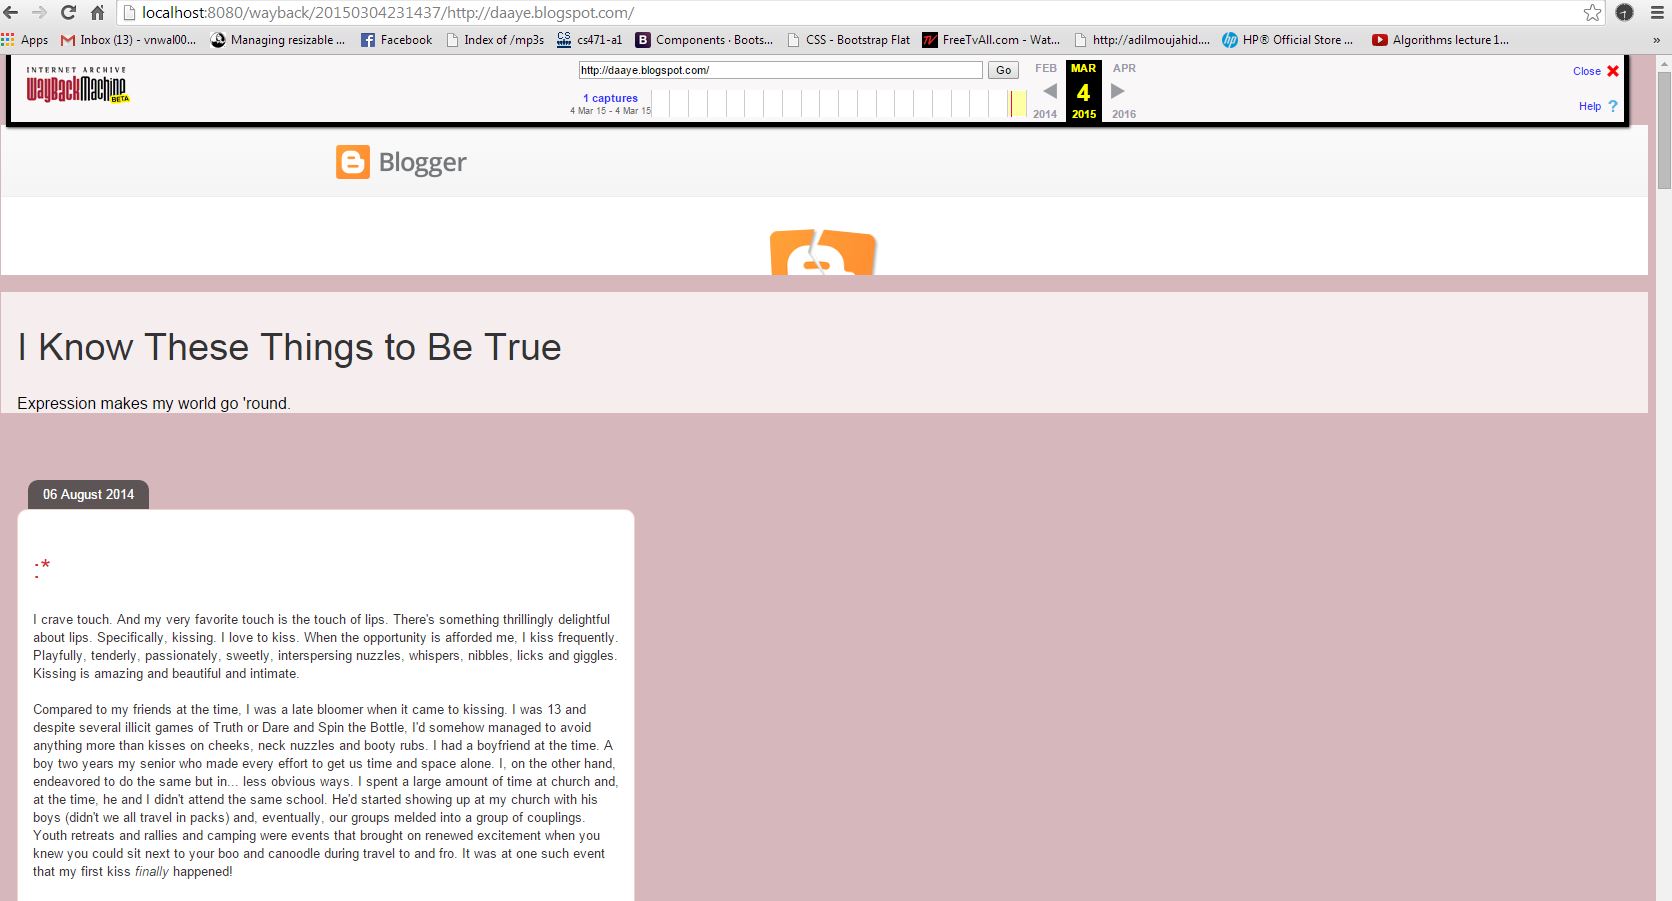 localhost:8080/wayback/20150304231437/http://daaye.blogspot.com/
Apps Inbox (13) - vnwal00... Managing resizable ... Facebook Index of /mp3s cs471-a1 Components · Boots... CSS - Bootstrap Flat FreeTvAll.com - Wat... http://adilmoujahid.... HP® Official Store ... Algorithms lecture 1... »
INTERNET ARCHIVE
WayBackMachine BETA
http://daaye.blogspot.com/ Go FEB MAR APR Close
1 captures 4 Help ?
4 Mar 15 - 4 Mar 15 2014 2015 2016
Blogger
I Know These Things to Be True
Expression makes my world go 'round.
06 August 2014
:*
I crave touch. And my very favorite touch is the touch of lips. There's something thrillingly delightful
about lips. Specifically, kissing. I love to kiss. When the opportunity is afforded me, I kiss frequently.
Playfully, tenderly, passionately, sweetly, interspersing nuzzles, whispers, nibbles, licks and giggles.
Kissing is amazing and beautiful and intimate.
Compared to my friends at the time, I was a late bloomer when it came to kissing. I was 13 and
despite several illicit games of Truth or Dare and Spin the Bottle, I'd somehow managed to avoid
anything more than kisses on cheeks, neck nuzzles and booty rubs. I had a boyfriend at the time. A
boy two years my senior who made every effort to get us time and space alone. I, on the other hand,
endeavored to do the same but in... less obvious ways. I spent a large amount of time at church and,
at the time, he and I didn't attend the same school. He'd started showing up at my church with his
boys (didn't we all travel in packs) and, eventually, our groups melded into a group of couplings.
Youth retreats and rallies and camping were events that brought on renewed excitement when you
knew you could sit next to your boo and canoodle during travel to and fro. It was at one such event
that my first kiss finally happened!